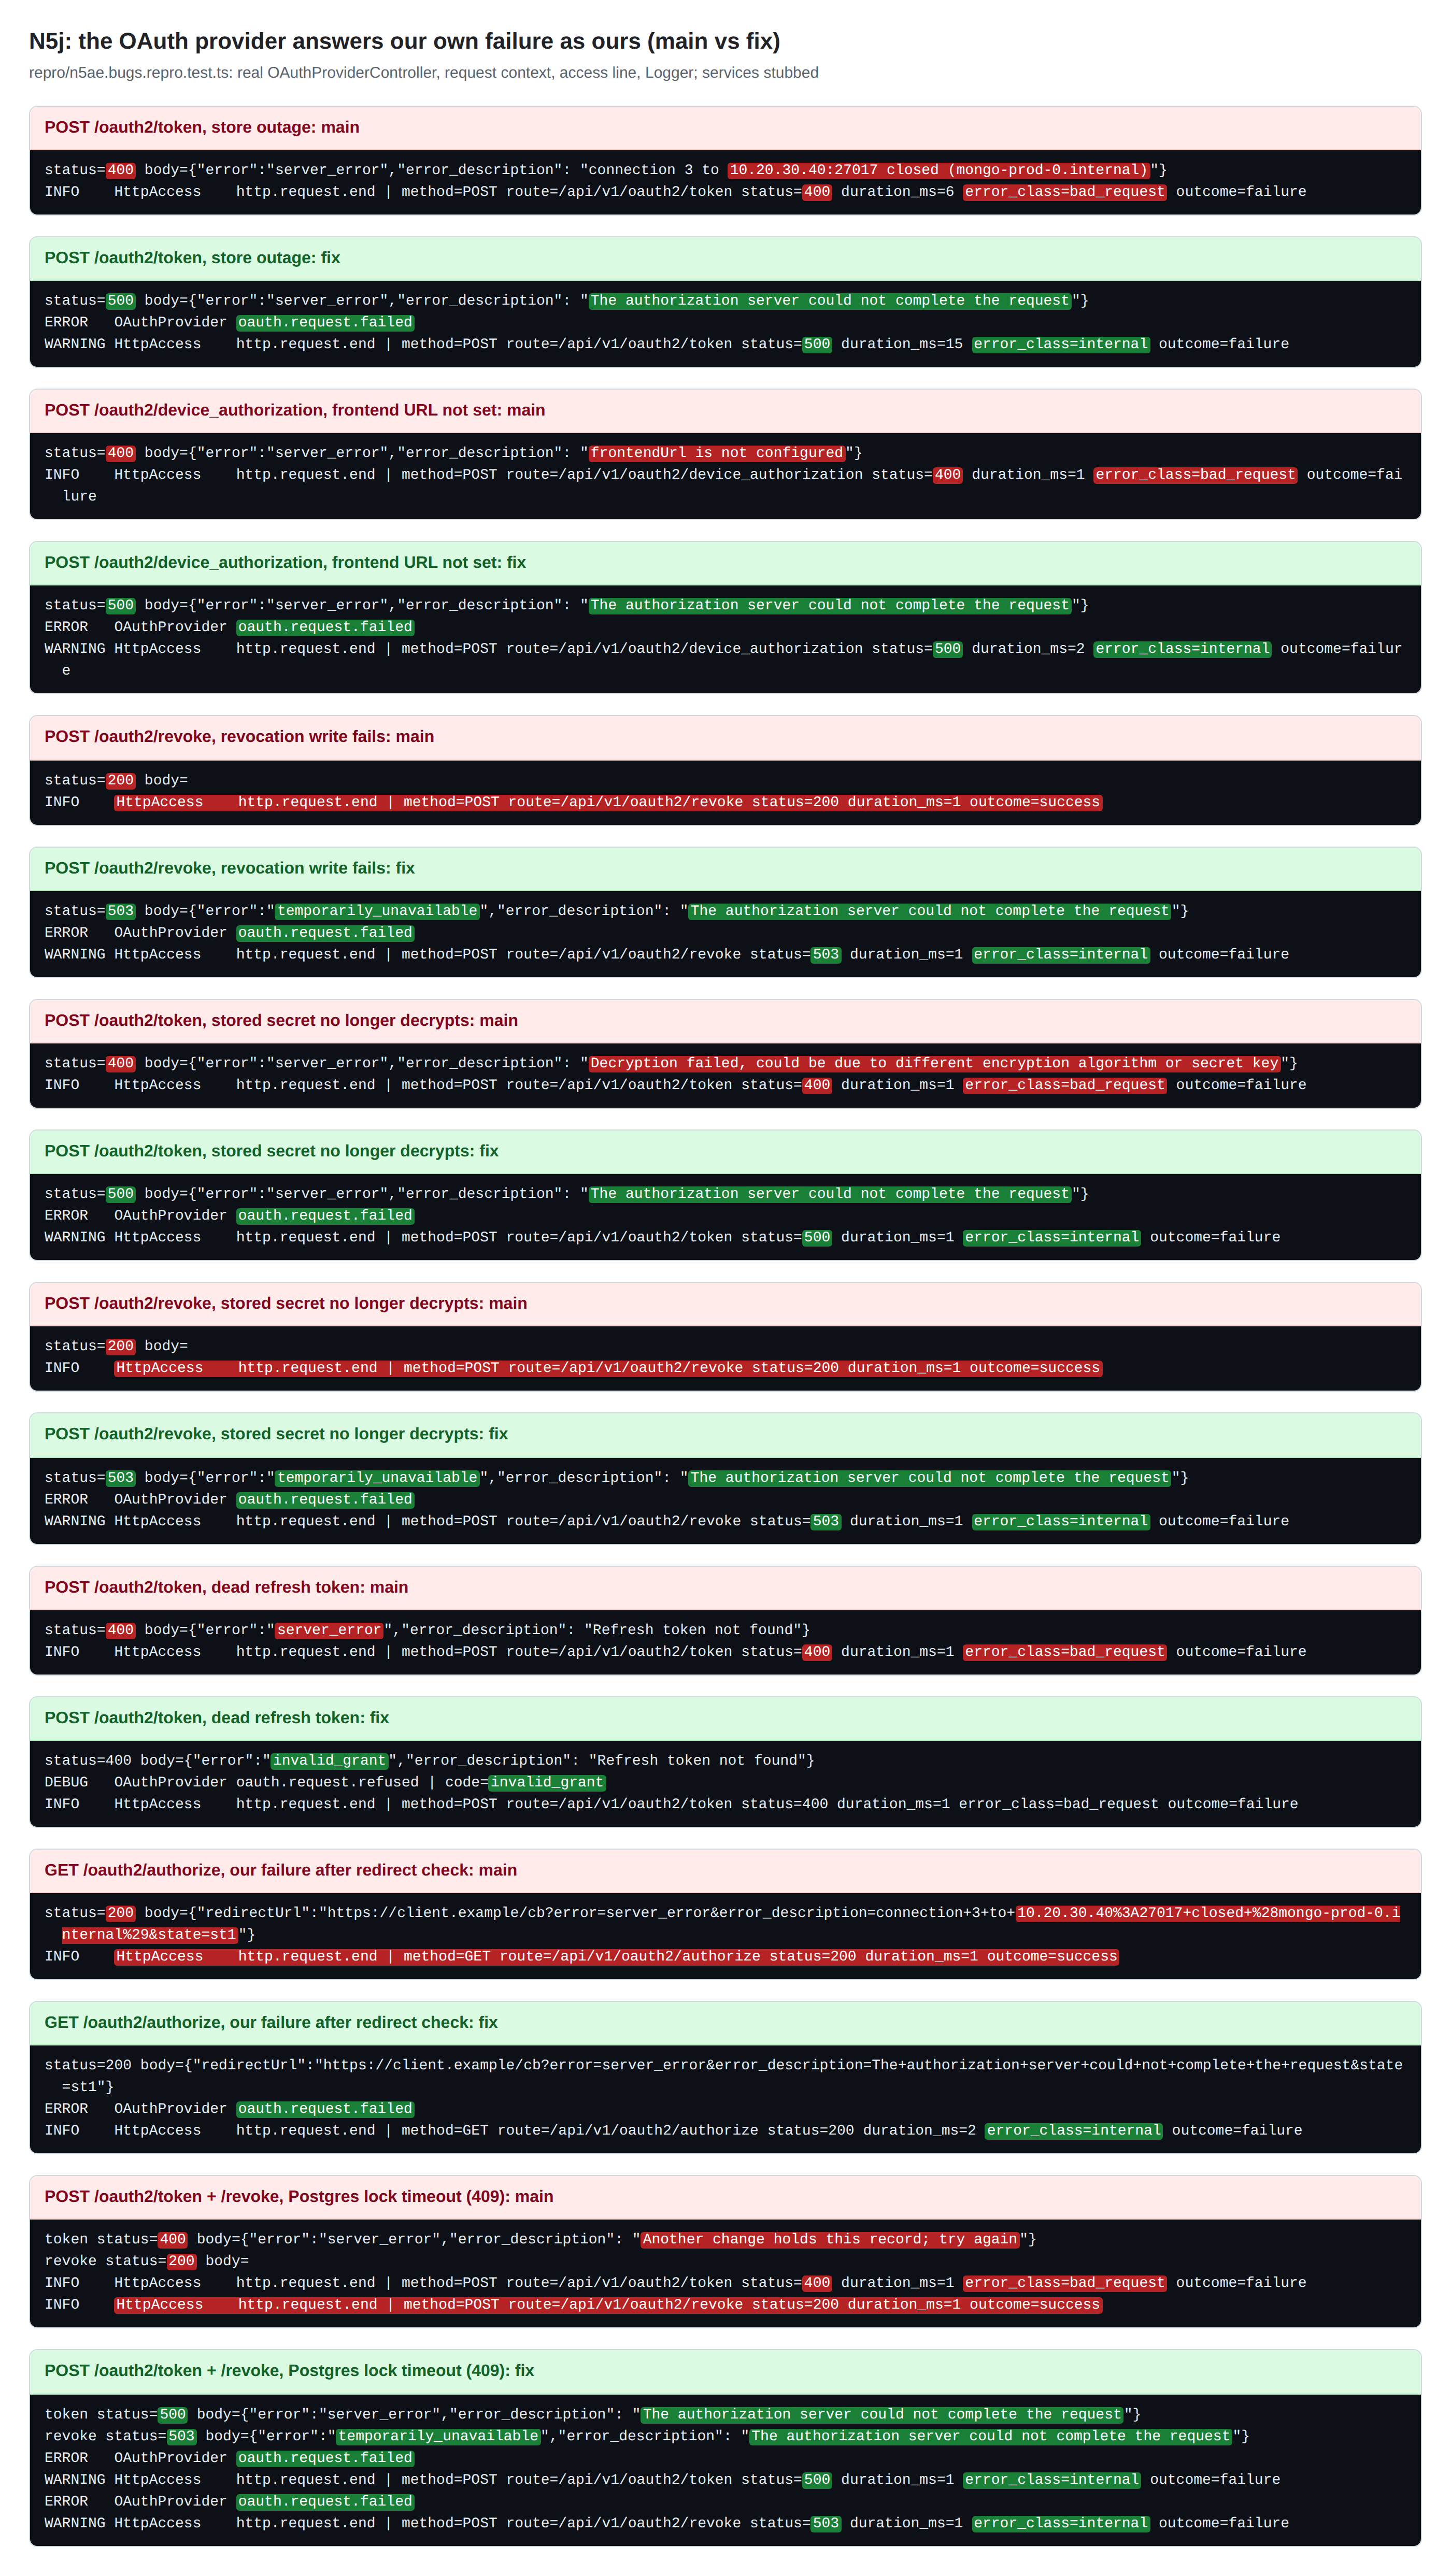 N5j: the OAuth provider answers our own failure as ours (main vs fix)
repro/n5ae.bugs.repro.test.ts: real OAuthProviderController, request context, access line, Logger; services stubbed
POST /oauth2/token, store outage: main
status=400 body={"error":"server_error","error_description": "connection 3 to 10.20.30.40:27017 closed (mongo-prod-0.internal)"}
INFO    HttpAccess    http.request.end | method=POST route=/api/v1/oauth2/token status=400 duration_ms=6 error_class=bad_request outcome=failure
POST /oauth2/token, store outage: fix
status=500 body={"error":"server_error","error_description": "The authorization server could not complete the request"}
ERROR   OAuthProvider oauth.request.failed
WARNING HttpAccess    http.request.end | method=POST route=/api/v1/oauth2/token status=500 duration_ms=15 error_class=internal outcome=failure
POST /oauth2/device_authorization, frontend URL not set: main
status=400 body={"error":"server_error","error_description": "frontendUrl is not configured"}
INFO    HttpAccess    http.request.end | method=POST route=/api/v1/oauth2/device_authorization status=400 duration_ms=1 error_class=bad_request outcome=fai
lure
POST /oauth2/device_authorization, frontend URL not set: fix
status=500 body={"error":"server_error","error_description": "The authorization server could not complete the request"}
ERROR   OAuthProvider oauth.request.failed
WARNING HttpAccess    http.request.end | method=POST route=/api/v1/oauth2/device_authorization status=500 duration_ms=2 error_class=internal outcome=failur
e
POST /oauth2/revoke, revocation write fails: main
status=200 body=
INFO    HttpAccess    http.request.end | method=POST route=/api/v1/oauth2/revoke status=200 duration_ms=1 outcome=success
POST /oauth2/revoke, revocation write fails: fix
status=503 body={"error":"temporarily_unavailable","error_description": "The authorization server could not complete the request"}
ERROR   OAuthProvider oauth.request.failed
WARNING HttpAccess    http.request.end | method=POST route=/api/v1/oauth2/revoke status=503 duration_ms=1 error_class=internal outcome=failure
POST /oauth2/token, stored secret no longer decrypts: main
status=400 body={"error":"server_error","error_description": "Decryption failed, could be due to different encryption algorithm or secret key"}
INFO    HttpAccess    http.request.end | method=POST route=/api/v1/oauth2/token status=400 duration_ms=1 error_class=bad_request outcome=failure
POST /oauth2/token, stored secret no longer decrypts: fix
status=500 body={"error":"server_error","error_description": "The authorization server could not complete the request"}
ERROR   OAuthProvider oauth.request.failed
WARNING HttpAccess    http.request.end | method=POST route=/api/v1/oauth2/token status=500 duration_ms=1 error_class=internal outcome=failure
POST /oauth2/revoke, stored secret no longer decrypts: main
status=200 body=
INFO    HttpAccess    http.request.end | method=POST route=/api/v1/oauth2/revoke status=200 duration_ms=1 outcome=success
POST /oauth2/revoke, stored secret no longer decrypts: fix
status=503 body={"error":"temporarily_unavailable","error_description": "The authorization server could not complete the request"}
ERROR   OAuthProvider oauth.request.failed
WARNING HttpAccess    http.request.end | method=POST route=/api/v1/oauth2/revoke status=503 duration_ms=1 error_class=internal outcome=failure
POST /oauth2/token, dead refresh token: main
status=400 body={"error":"server_error","error_description": "Refresh token not found"}
INFO    HttpAccess    http.request.end | method=POST route=/api/v1/oauth2/token status=400 duration_ms=1 error_class=bad_request outcome=failure
POST /oauth2/token, dead refresh token: fix
status=400 body={"error":"invalid_grant","error_description": "Refresh token not found"}
DEBUG   OAuthProvider oauth.request.refused | code=invalid_grant
INFO    HttpAccess    http.request.end | method=POST route=/api/v1/oauth2/token status=400 duration_ms=1 error_class=bad_request outcome=failure
GET /oauth2/authorize, our failure after redirect check: main
status=200 body={"redirectUrl":"https://client.example/cb?error=server_error&error_description=connection+3+to+10.20.30.40%3A27017+closed+%28mongo-prod-0.i
nternal%29&state=st1"}
INFO    HttpAccess    http.request.end | method=GET route=/api/v1/oauth2/authorize status=200 duration_ms=1 outcome=success
GET /oauth2/authorize, our failure after redirect check: fix
status=200 body={"redirectUrl":"https://client.example/cb?error=server_error&error_description=The+authorization+server+could+not+complete+the+request&state
=st1"}
ERROR   OAuthProvider oauth.request.failed
INFO    HttpAccess    http.request.end | method=GET route=/api/v1/oauth2/authorize status=200 duration_ms=2 error_class=internal outcome=failure
POST /oauth2/token + /revoke, Postgres lock timeout (409): main
token status=400 body={"error":"server_error","error_description": "Another change holds this record; try again"}
revoke status=200 body=
INFO    HttpAccess    http.request.end | method=POST route=/api/v1/oauth2/token status=400 duration_ms=1 error_class=bad_request outcome=failure
INFO    HttpAccess    http.request.end | method=POST route=/api/v1/oauth2/revoke status=200 duration_ms=1 outcome=success
POST /oauth2/token + /revoke, Postgres lock timeout (409): fix
token status=500 body={"error":"server_error","error_description": "The authorization server could not complete the request"}
revoke status=503 body={"error":"temporarily_unavailable","error_description": "The authorization server could not complete the request"}
ERROR   OAuthProvider oauth.request.failed
WARNING HttpAccess    http.request.end | method=POST route=/api/v1/oauth2/token status=500 duration_ms=1 error_class=internal outcome=failure
ERROR   OAuthProvider oauth.request.failed
WARNING HttpAccess    http.request.end | method=POST route=/api/v1/oauth2/revoke status=503 duration_ms=1 error_class=internal outcome=failure